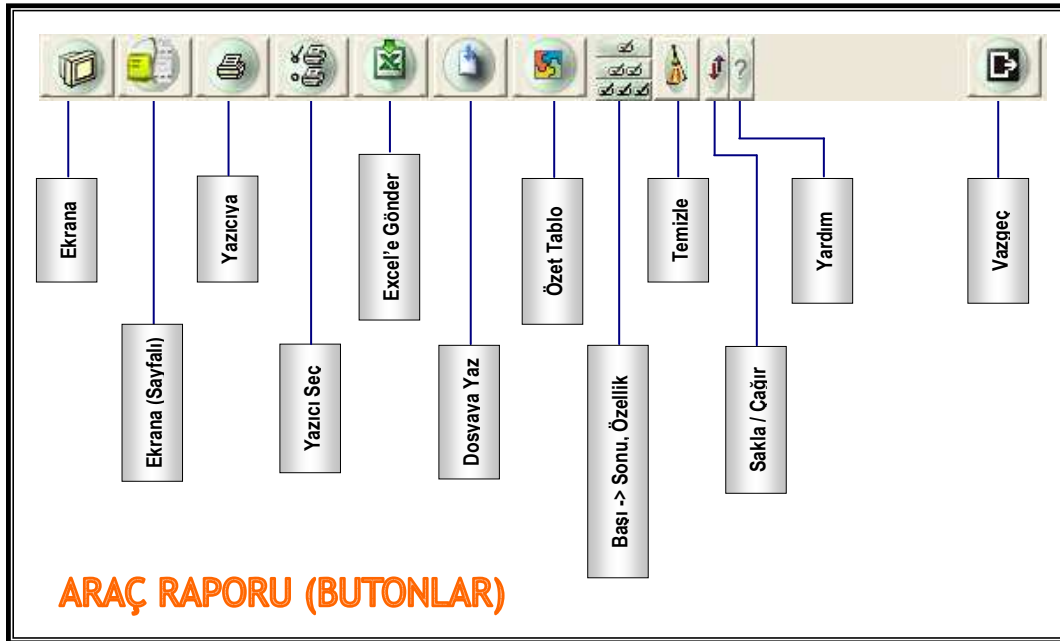 Ekrana
Ekrana (Sayfalı)
Yazıcıya
Yazıcı Seç
Excel'e Gönder
Dosyaya Yaz
Özet Tablo
Başı -> Sonu, Özellik
Temizle
Sakla / Çağır
Yardım
Vazgeç
ARAÇ RAPORU (BUTONLAR)